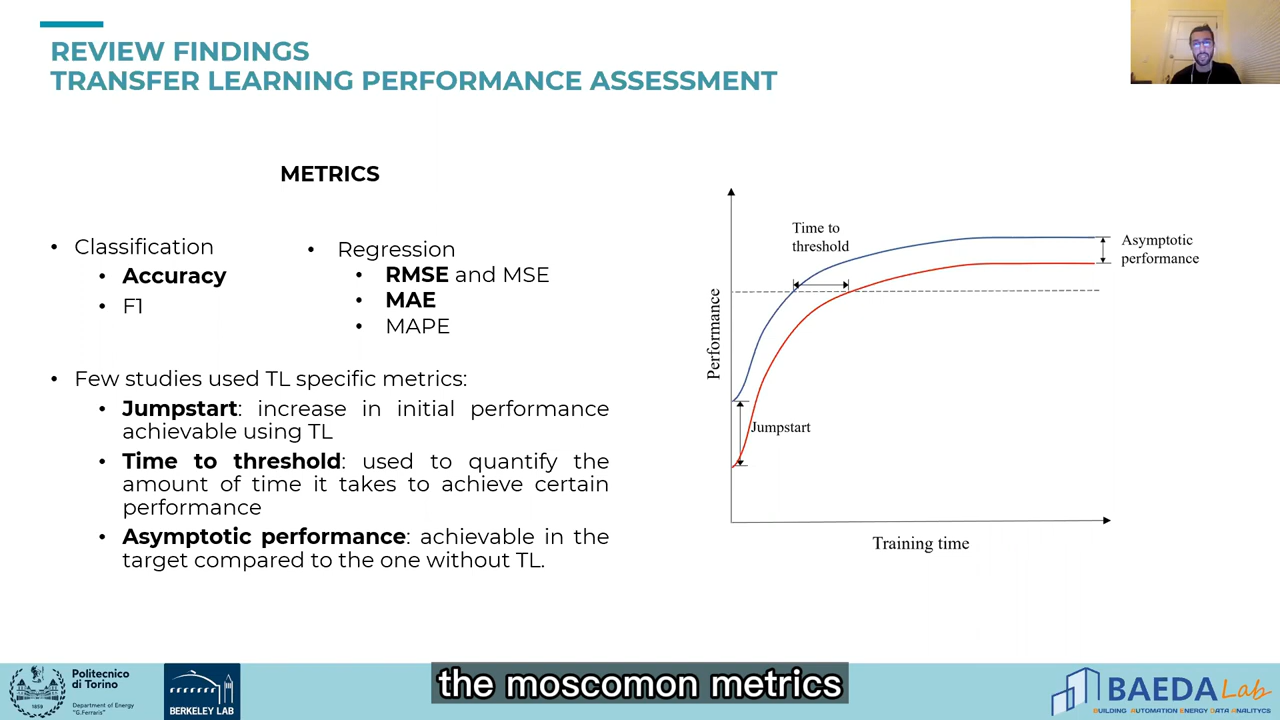 REVIEW FINDINGS
TRANSFER LEARNING PERFORMANCE ASSESSMENT
METRICS
• Classification
• Accuracy
• F1
• Regression
• RMSE and MSE
• MAE
• MAPE
• Few studies used TL specific metrics:
• Jumpstart: increase in initial performance
achievable using TL
• Time to threshold: used to quantify the
amount of time it takes to achieve certain
performance
• Asymptotic performance: achievable in the
target compared to the one without TL.
Time to
threshold
Asymptotic
performance
Performance
Jumpstart
Training time
Politecnico
di Torino
Department of Energy
"G.Ferraris"
1859
BERKELEY LAB
the moscomon metrics
BAEDA Lab
BUILDING AUTOMATION ENERGY DATA ANALITYCS